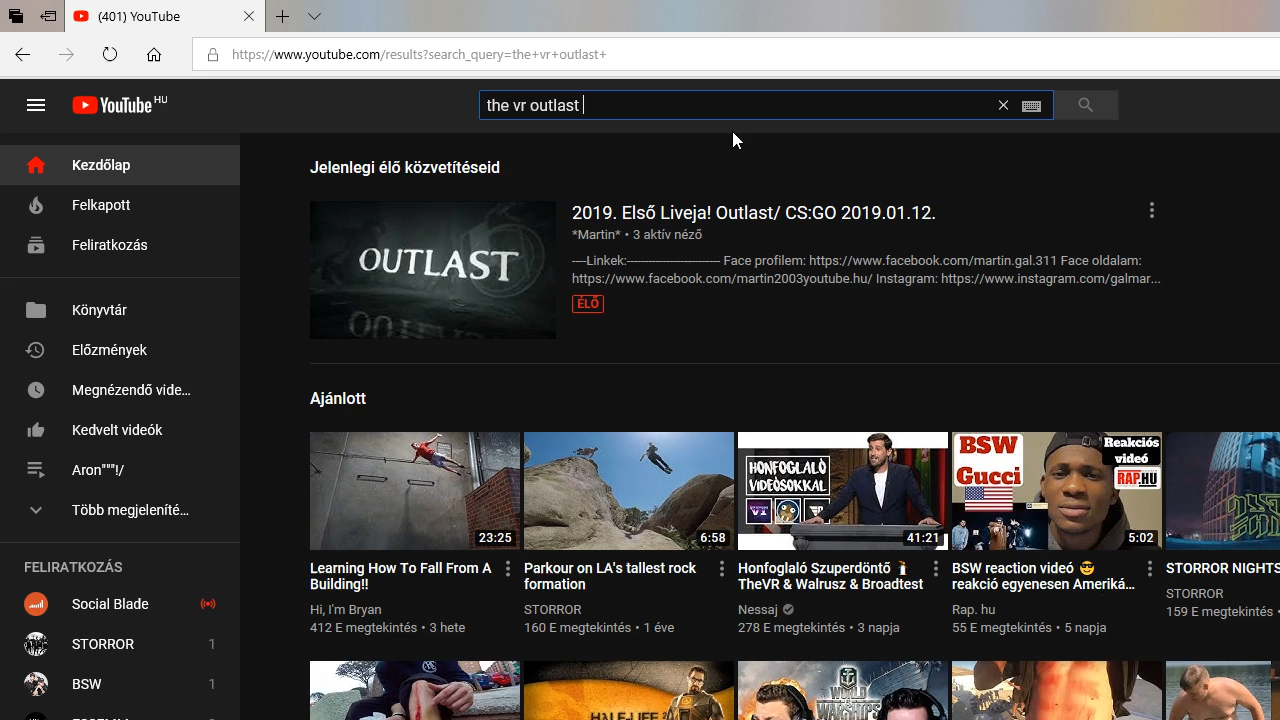 (401) YouTube
https://www.youtube.com/results?search_query=the+vr+outlast+
YouTube HU
the vr outlast
Kezdőlap
Felkapott
Feliratkozás
Könyvtár
Előzmények
Megnézendő vide...
Kedvelt videók
Aron"""!/
Több megjeleníté...
FELIRATKOZÁS
Social Blade
STORROR 1
BSW 1
Jelenlegi élő közvetítéseid
OUTLAST
2019. Első Liveja! Outlast/ CS:GO 2019.01.12.
*Martin* • 3 aktív néző
----Linkek:-------------------------- Face profilem: https://www.facebook.com/martin.gal.311 Face oldalam:
https://www.facebook.com/martin2003youtube.hu/ Instagram: https://www.instagram.com/galmar...
ÉLŐ
Ajánlott
23:25
Learning How To Fall From A
Building!!
Hi, I'm Bryan
412 E megtekintés • 3 hete
6:58
Parkour on LA's tallest rock
formation
STORROR
160 E megtekintés • 1 éve
HONFOGLALÓ
VIDEÓSOKKAL
41:21
Honfoglaló Szuperdöntő
TheVR & Walrusz & Broadtest
Nessaj
278 E megtekintés • 3 napja
BSW
Gucci
Reakciós
videó
RAP.HU
5:02
BSW reaction videó 😎
reakció egyenesen Ameriká...
Rap. hu
55 E megtekintés • 5 napja
STORROR NIGHTS
STORROR
159 E megtekintés
HALF-LIFE 2
WORLD
WARSHIPS